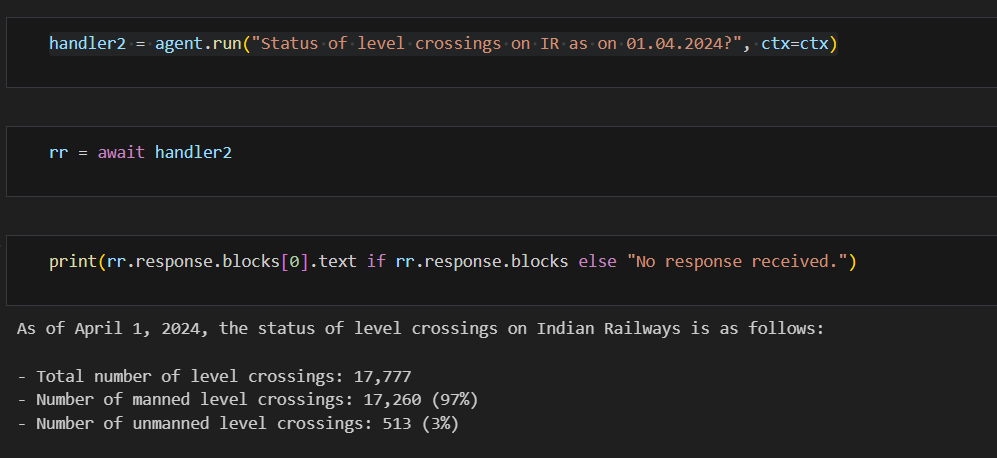 handler2 = agent.run("Status of level crossings on IR as on 01.04.2024?", ctx=ctx)
rr = await handler2
print(rr.response.blocks[0].text if rr.response.blocks else "No response received.")
As of April 1, 2024, the status of level crossings on Indian Railways is as follows:
- Total number of level crossings: 17,777
- Number of manned level crossings: 17,260 (97%)
- Number of unmanned level crossings: 513 (3%)